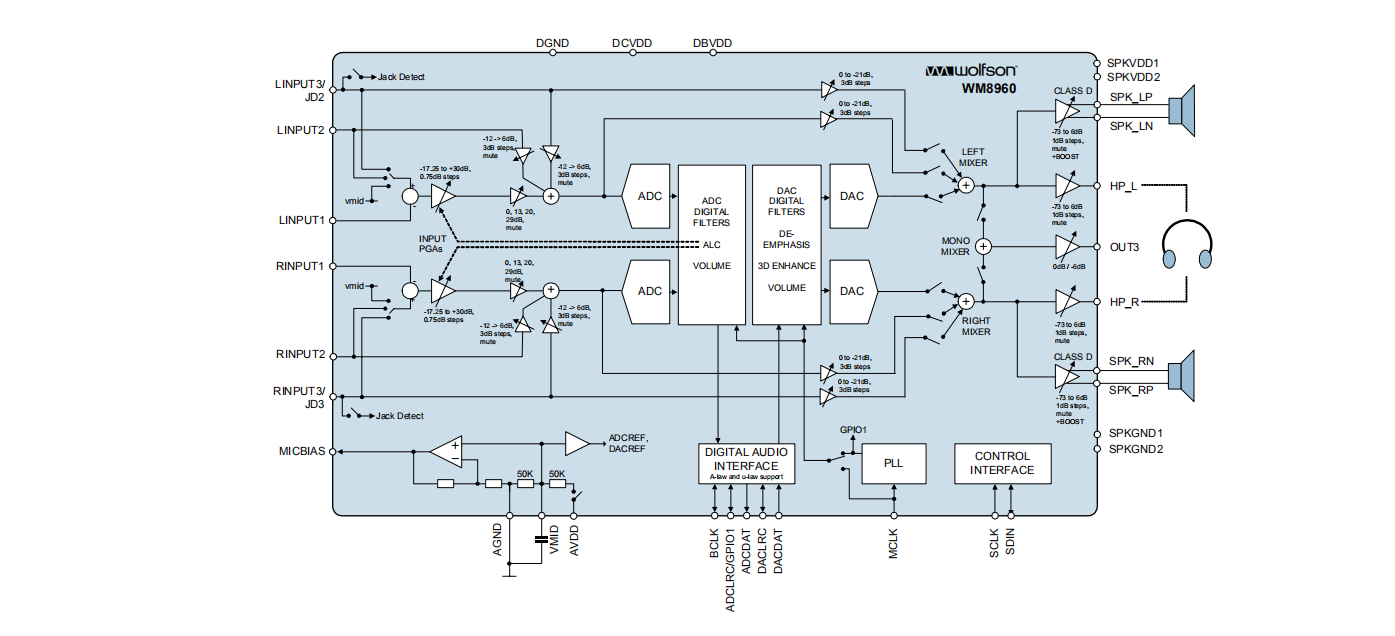 DGND
DCVDD
DBVDD
wolfson
WM8960
LINPUT3/
JD2
Jack Detect
LINPUT2
LINPUT1
RINPUT1
RINPUT2
RINPUT3/
JD3
Jack Detect
MICBIAS
vmid
vmid
+
-
-
+
-17.25 to +30dB,
0.75dB steps
-12 -> 6dB,
3dB steps,
mute
-12 -> 6dB,
3dB steps,
mute
0, 13, 20,
29dB,
mute
INPUT
PGAs
0, 13, 20,
29dB,
mute
-17.25 to +30dB,
0.75dB steps
-12 -> 6dB,
3dB steps,
mute
-12 -> 6dB,
3dB steps,
mute
+
+
ADC
ADC
ADC
DIGITAL
FILTERS
ALC
VOLUME
DAC
DIGITAL
FILTERS
DE-
EMPHASIS
3D ENHANCE
VOLUME
DAC
DAC
0 to -21dB,
3dB steps
0 to -21dB,
3dB steps
0 to -21dB,
3dB steps
0 to -21dB,
3dB steps
LEFT
MIXER
+
MONO
MIXER
+
+
RIGHT
MIXER
CLASS D
-73 to 6dB
1dB steps,
mute
+BOOST
-73 to 6dB
1dB steps,
mute
0dB / -6dB
-73 to 6dB
1dB steps,
mute
CLASS D
-73 to 6dB
1dB steps,
mute
+BOOST
SPKVDD1
SPKVDD2
SPK_LP
SPK_LN
HP_L
OUT3
HP_R
SPK_RN
SPK_RP
SPKGND1
SPKGND2
+
-
ADCREF,
DACREF
50K
50K
DIGITAL AUDIO
INTERFACE
A-law and u-law support
GPIO1
PLL
CONTROL
INTERFACE
AGND
VMID
AVDD
BCLK
ADCLRC/GPIO1
ADCDAT
DACLRC
DACDAT
MCLK
SCLK
SDIN